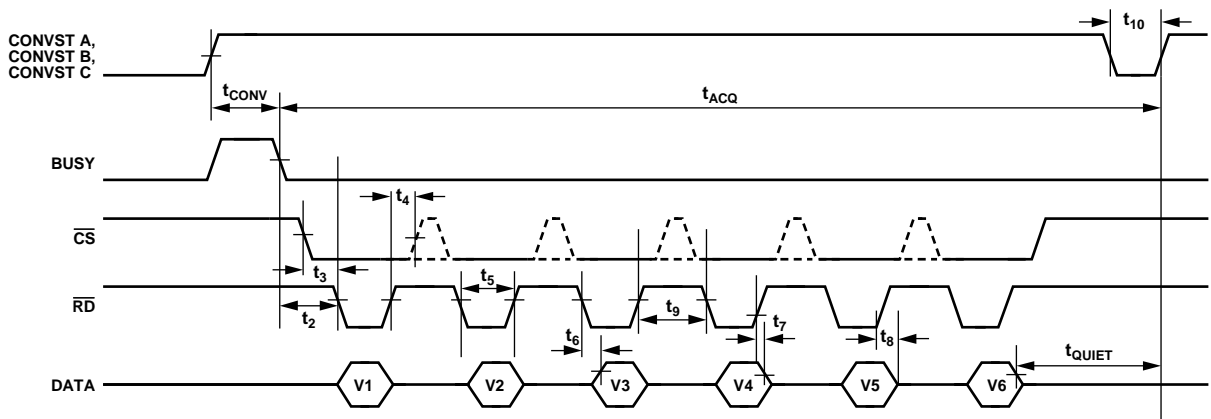 CONVST A,
CONVST B,
CONVST C
t10
tCONV
tACQ
BUSY
t4
CS
t3
t5
RD
t2
t9
t7
t6
t8
tQUIET
DATA
V1
V2
V3
V4
V5
V6